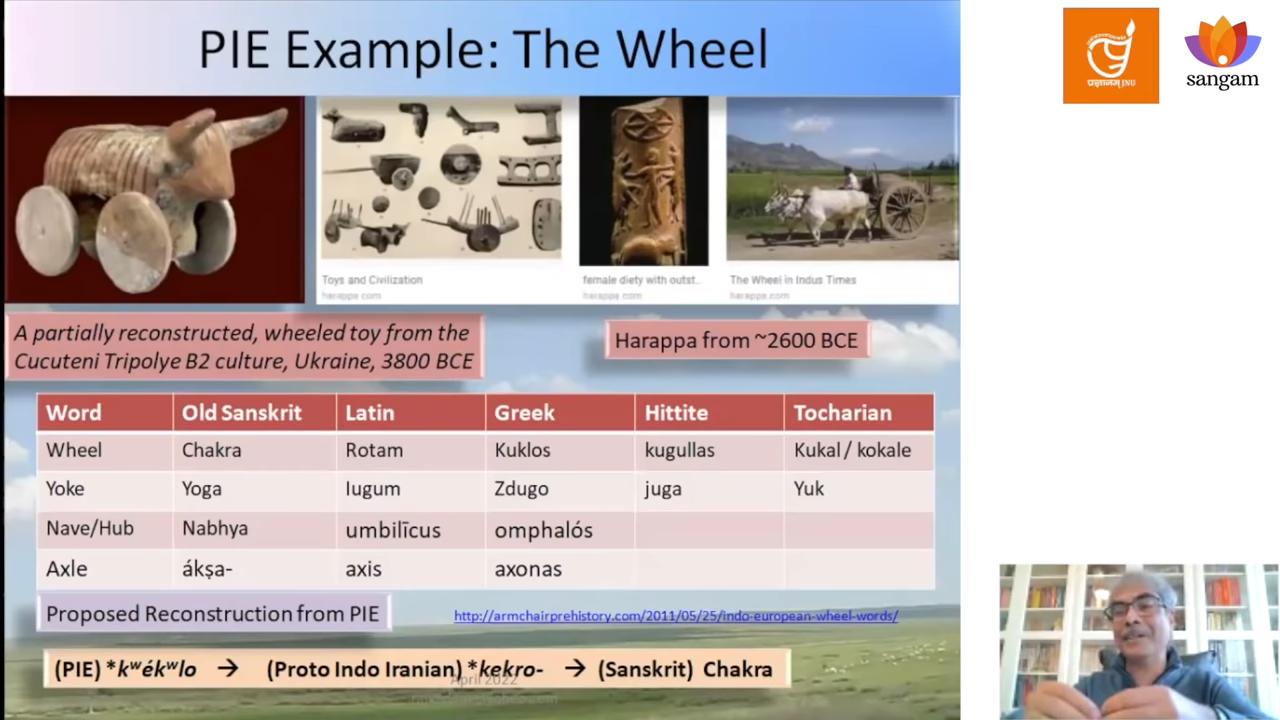 PIE Example: The Wheel
JNU
sangam
Toys and Civilization
harappa.com
female diety with outst...
harappa.com
The Wheel in Indus Times
harappa.com
A partially reconstructed, wheeled toy from the
Cucuteni Tripolye B2 culture, Ukraine, 3800 BCE
Harappa from ~2600 BCE
Word Old Sanskrit Latin Greek Hittite Tocharian
Wheel Chakra Rotam Kuklos kugullas Kukal / kokale
Yoke Yoga Iugum Zdugo juga Yuk
Nave/Hub Nabhya umbilīcus omphalós
Axle ákṣa- axis axonas
Proposed Reconstruction from PIE
http://armchairprehistory.com/2011/05/25/indo-european-wheel-words/
(PIE) *kʷékʷlo → (Proto Indo Iranian) *kekro- → (Sanskrit) Chakra
April 2022